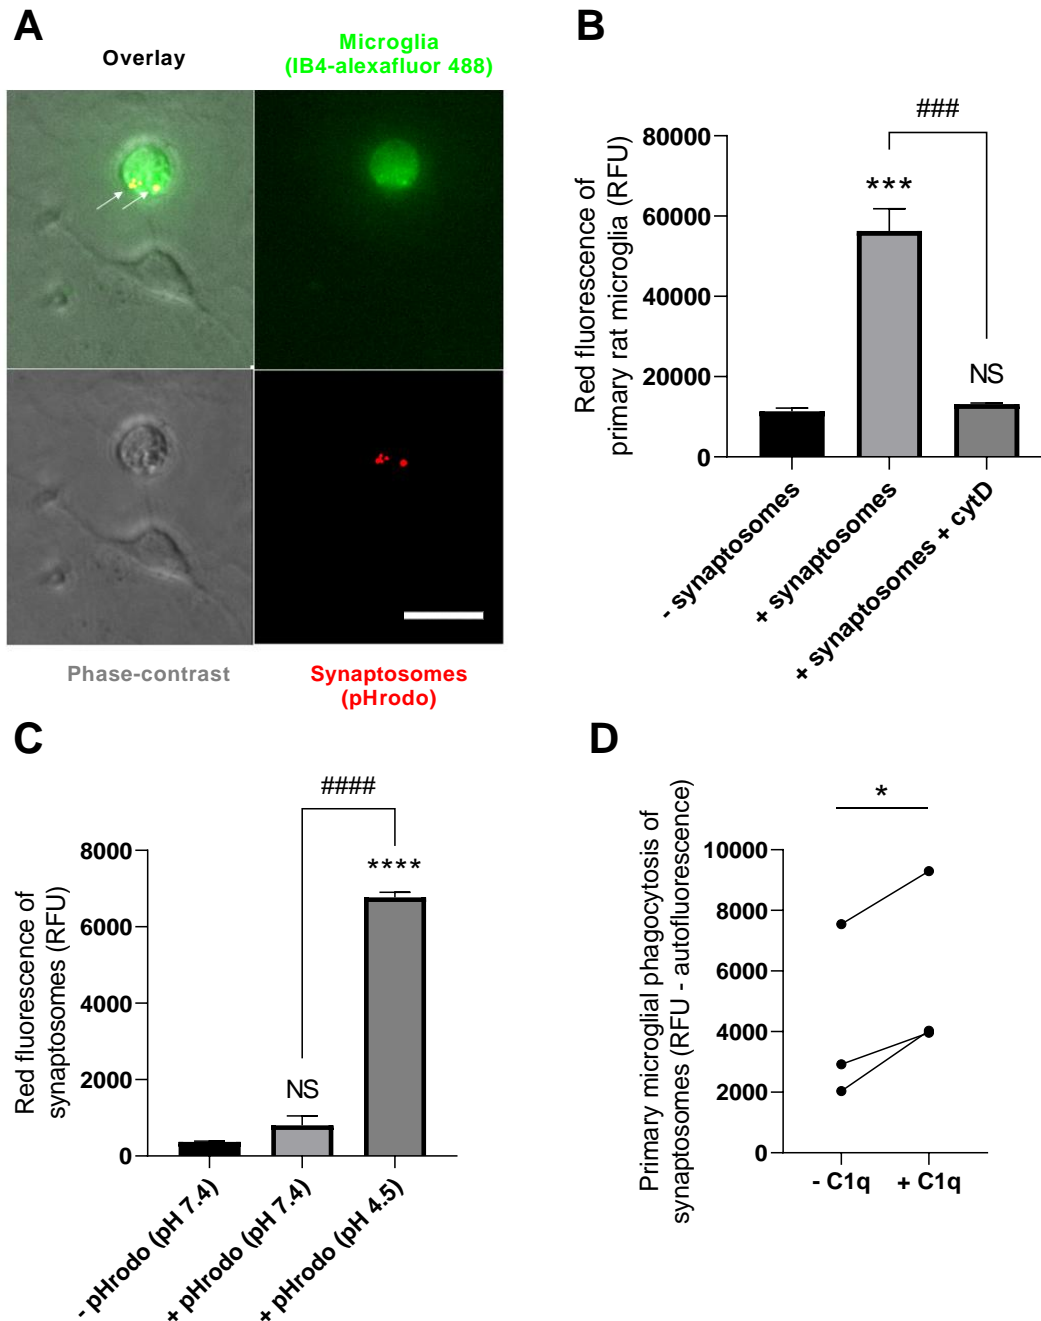 A
Overlay
Microglia
(IB4-alexafluor 488)
Phase-contrast
Synaptosomes
(pHrodo)
B
Red fluorescence of
primary rat microglia (RFU)
80000
60000
40000
20000
0
###
***
NS
- synaptosomes
+ synaptosomes
+ synaptosomes + cytD
C
Red fluorescence of
synaptosomes (RFU)
8000
6000
4000
2000
0
####
****
NS
- pHrodo (pH 7.4)
+ pHrodo (pH 7.4)
+ pHrodo (pH 4.5)
D
Primary microglial phagocytosis of
synaptosomes (RFU - autofluorescence)
10000
8000
6000
4000
2000
0
*
- C1q
+ C1q